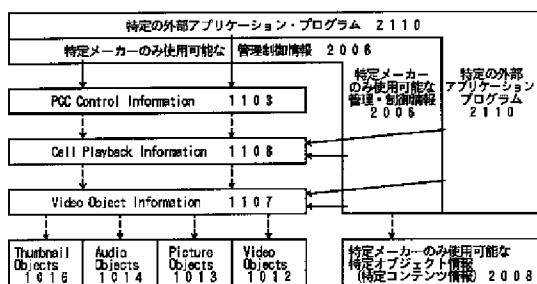 特定の外部アプリケーション・プログラム 2110
特定メーカーのみ使用可能な 管理制御情報 2006
特定メーカー
のみ使用可能な
管理・制御情報
2006
特定の外部
アプリケーション
プログラム
2110
PGC Control Information 1103
Cell Playback Information 1108
Video Object Information 1107
Thumbnail
Objects
1016
Audio
Objects
1014
Picture
Objects
1013
Video
Objects
1012
特定メーカーのみ使用可能な
特定オブジェクト情報
(特定コンテンツ情報) 2008